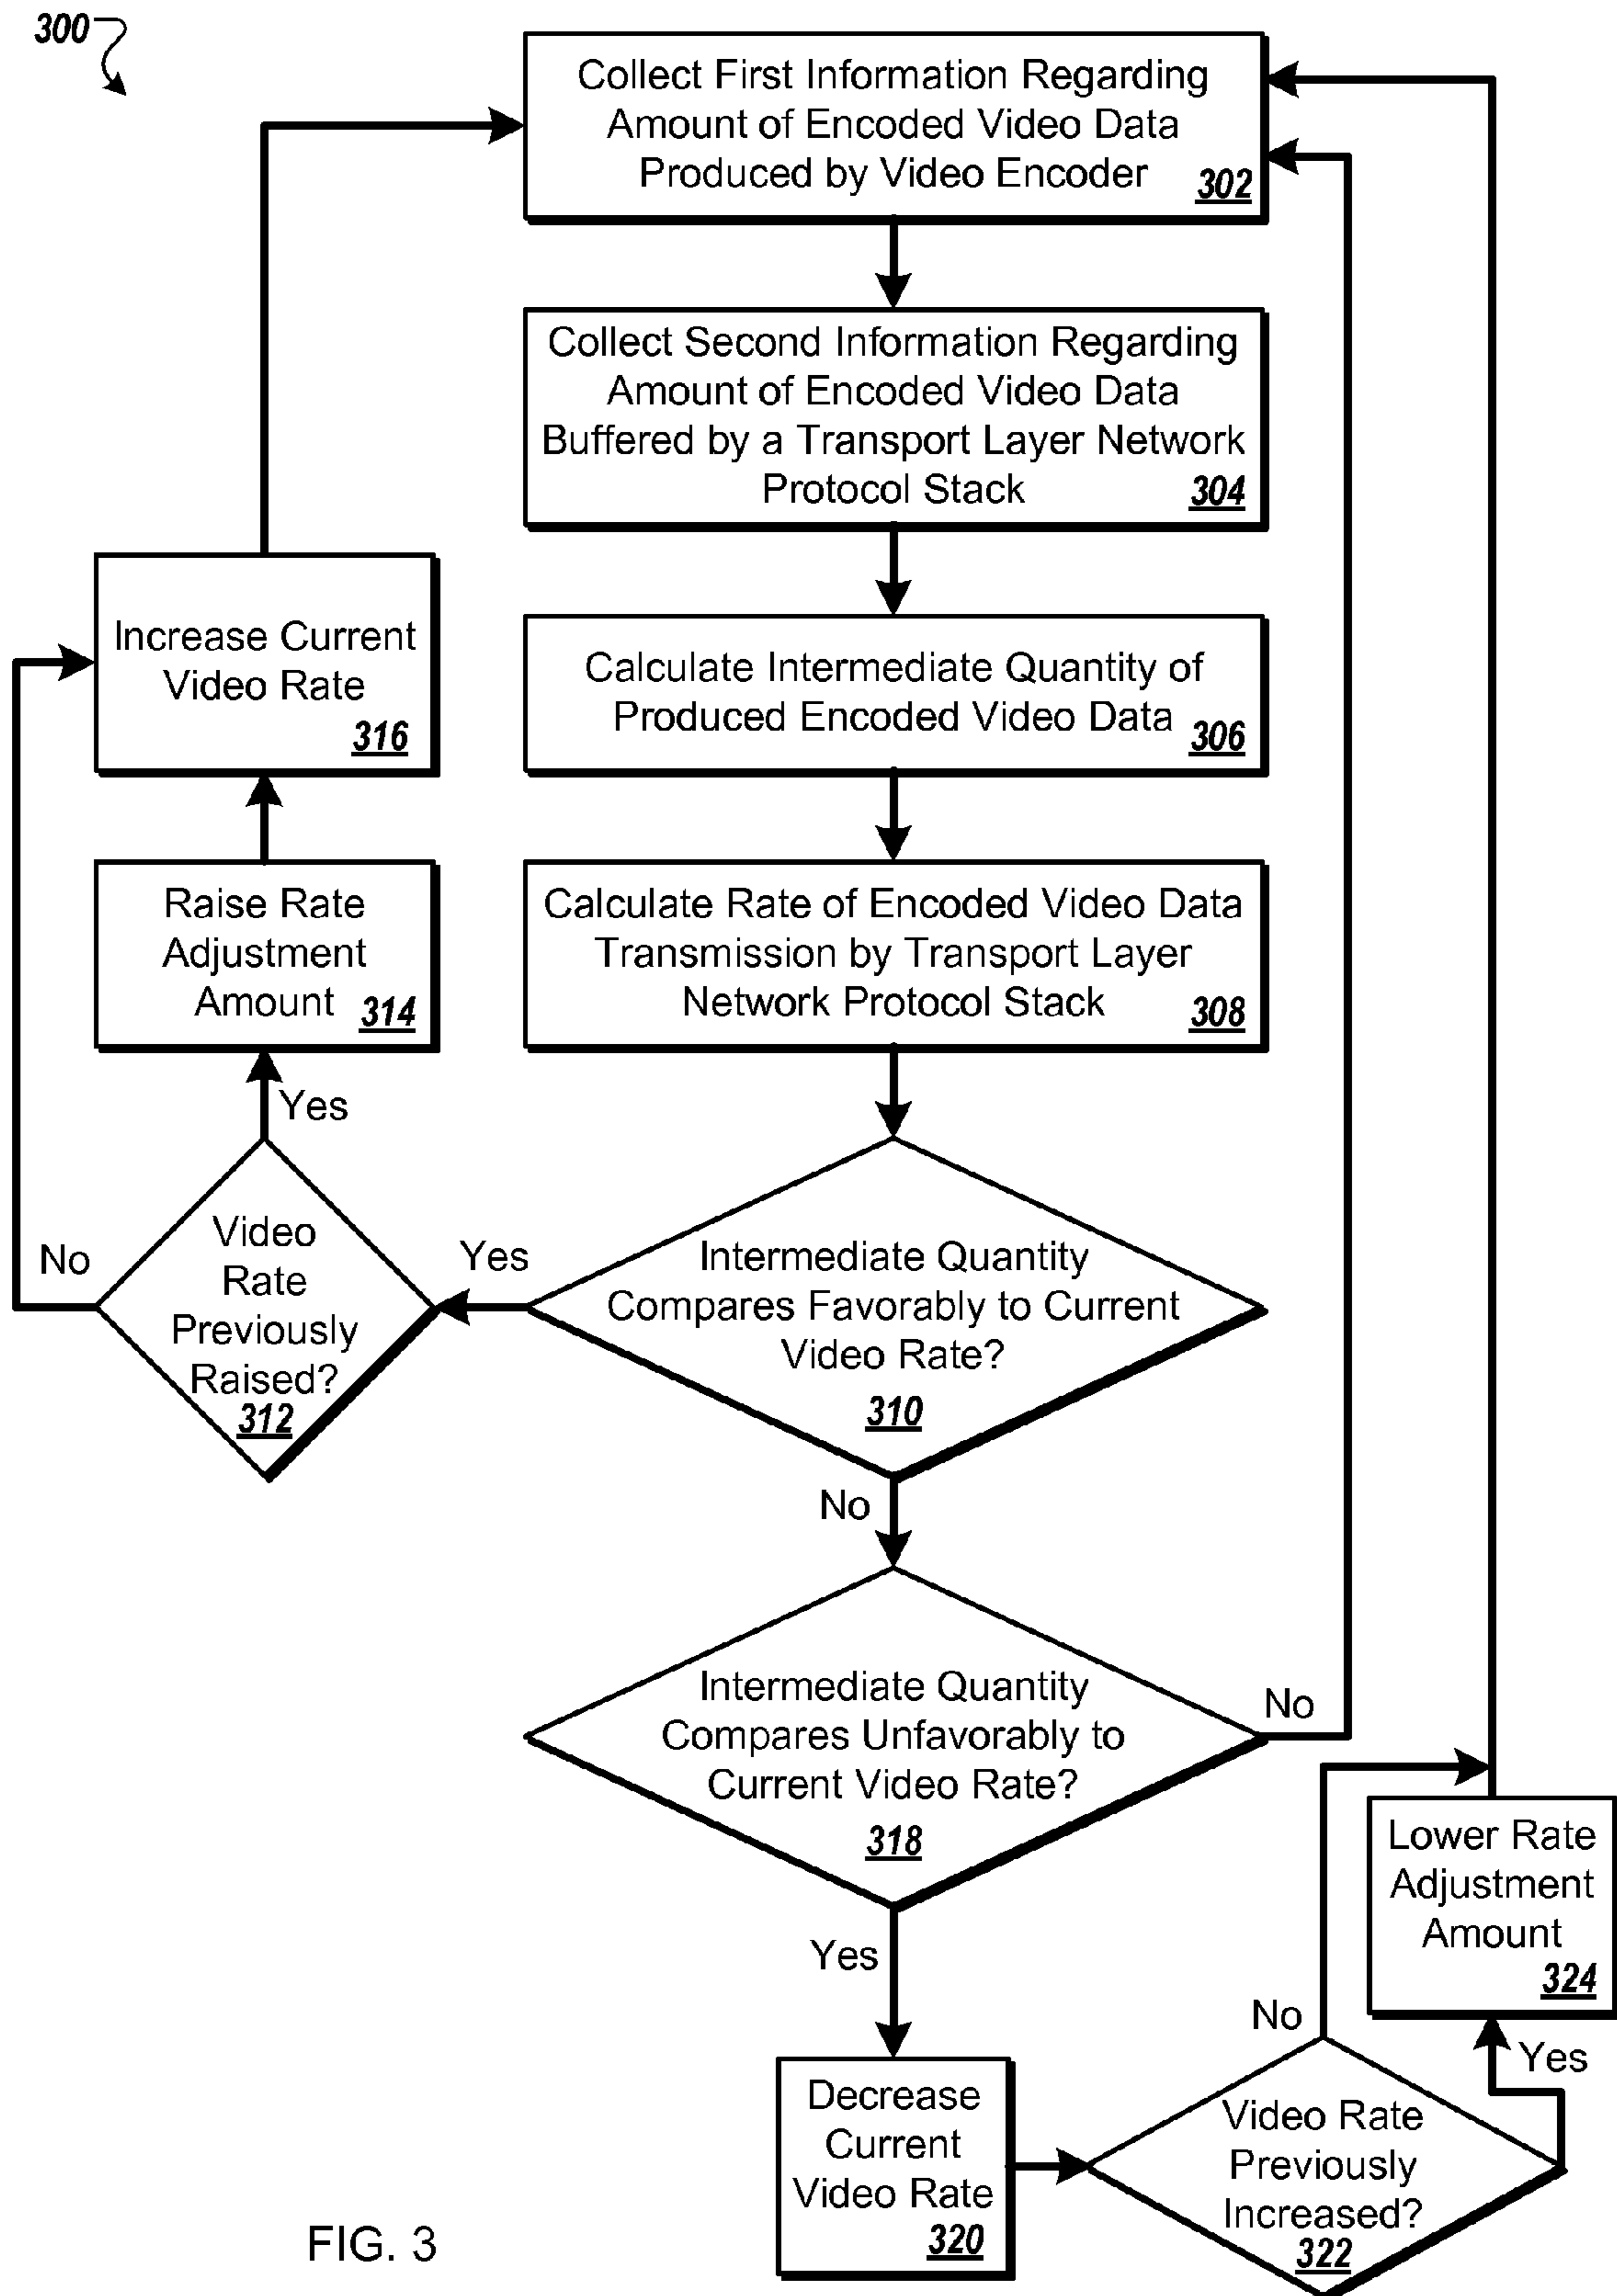 300
Collect First Information Regarding
Amount of Encoded Video Data
Produced by Video Encoder
302
Collect Second Information Regarding
Amount of Encoded Video Data
Buffered by a Transport Layer Network
Protocol Stack
304
Increase Current
Video Rate
316
Calculate Intermediate Quantity of
Produced Encoded Video Data
306
Raise Rate
Adjustment
Amount
314
Calculate Rate of Encoded Video Data
Transmission by Transport Layer
Network Protocol Stack
308
Yes
Video
Rate
Previously
Raised?
312
No
Yes
Intermediate Quantity
Compares Favorably to Current
Video Rate?
310
No
Intermediate Quantity
Compares Unfavorably to
Current Video Rate?
318
No
Lower Rate
Adjustment
Amount
324
Yes
No
Yes
Decrease
Current
Video Rate
320
Video Rate
Previously
Increased?
322
FIG. 3